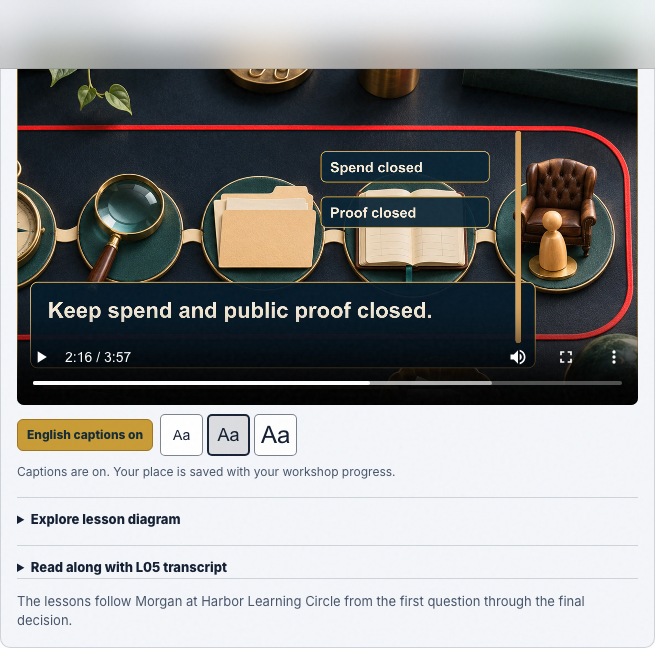 Spend closed
Proof closed
Keep spend and public proof closed.
2:16 / 3:57
English captions on
Aa
Aa
Aa
Captions are on. Your place is saved with your workshop progress.
Explore lesson diagram
Read along with L05 transcript
The lessons follow Morgan at Harbor Learning Circle from the first question through the final
decision.